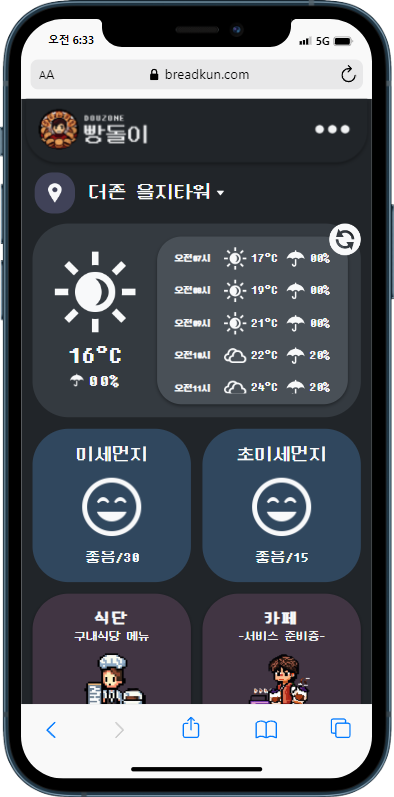 오전 6:33
5G
AA
breadkun.com
DOUZONE
빵돌이
더존 을지타워
16°C
00%
오전07시 17°C 00%
오전08시 19°C 00%
오전09시 21°C 00%
오전10시 22°C 20%
오전11시 24°C 20%
미세먼지
좋음/30
초미세먼지
좋음/15
식단
구내식당 메뉴
카페
-서비스 준비중-